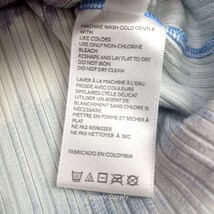 MACHINE WASH COLD GENTLE
WITH
LIKE COLORS
USE ONLY NON-CHLORINE
BLEACH
RESHAPE AND LAY FLAT TO DRY
DO NOT IRON
DO NOT DRY CLEAN
LAVER À LA MACHINE À L'EAU
FROIDE AVEC COULEURS
SIMILAIRES CYCLE DÉLICAT
UTILISER UN AGENT DE
BLANCHIMENT SANS CHLORE
SI NÉCESSAIRE
METTRE EN FORME ET SÉCHER
À PLAT
NE PAS REPASSER
NE PAS NETTOYER À SEC
FABRIQUÉ EN COLOMBIA
Supply